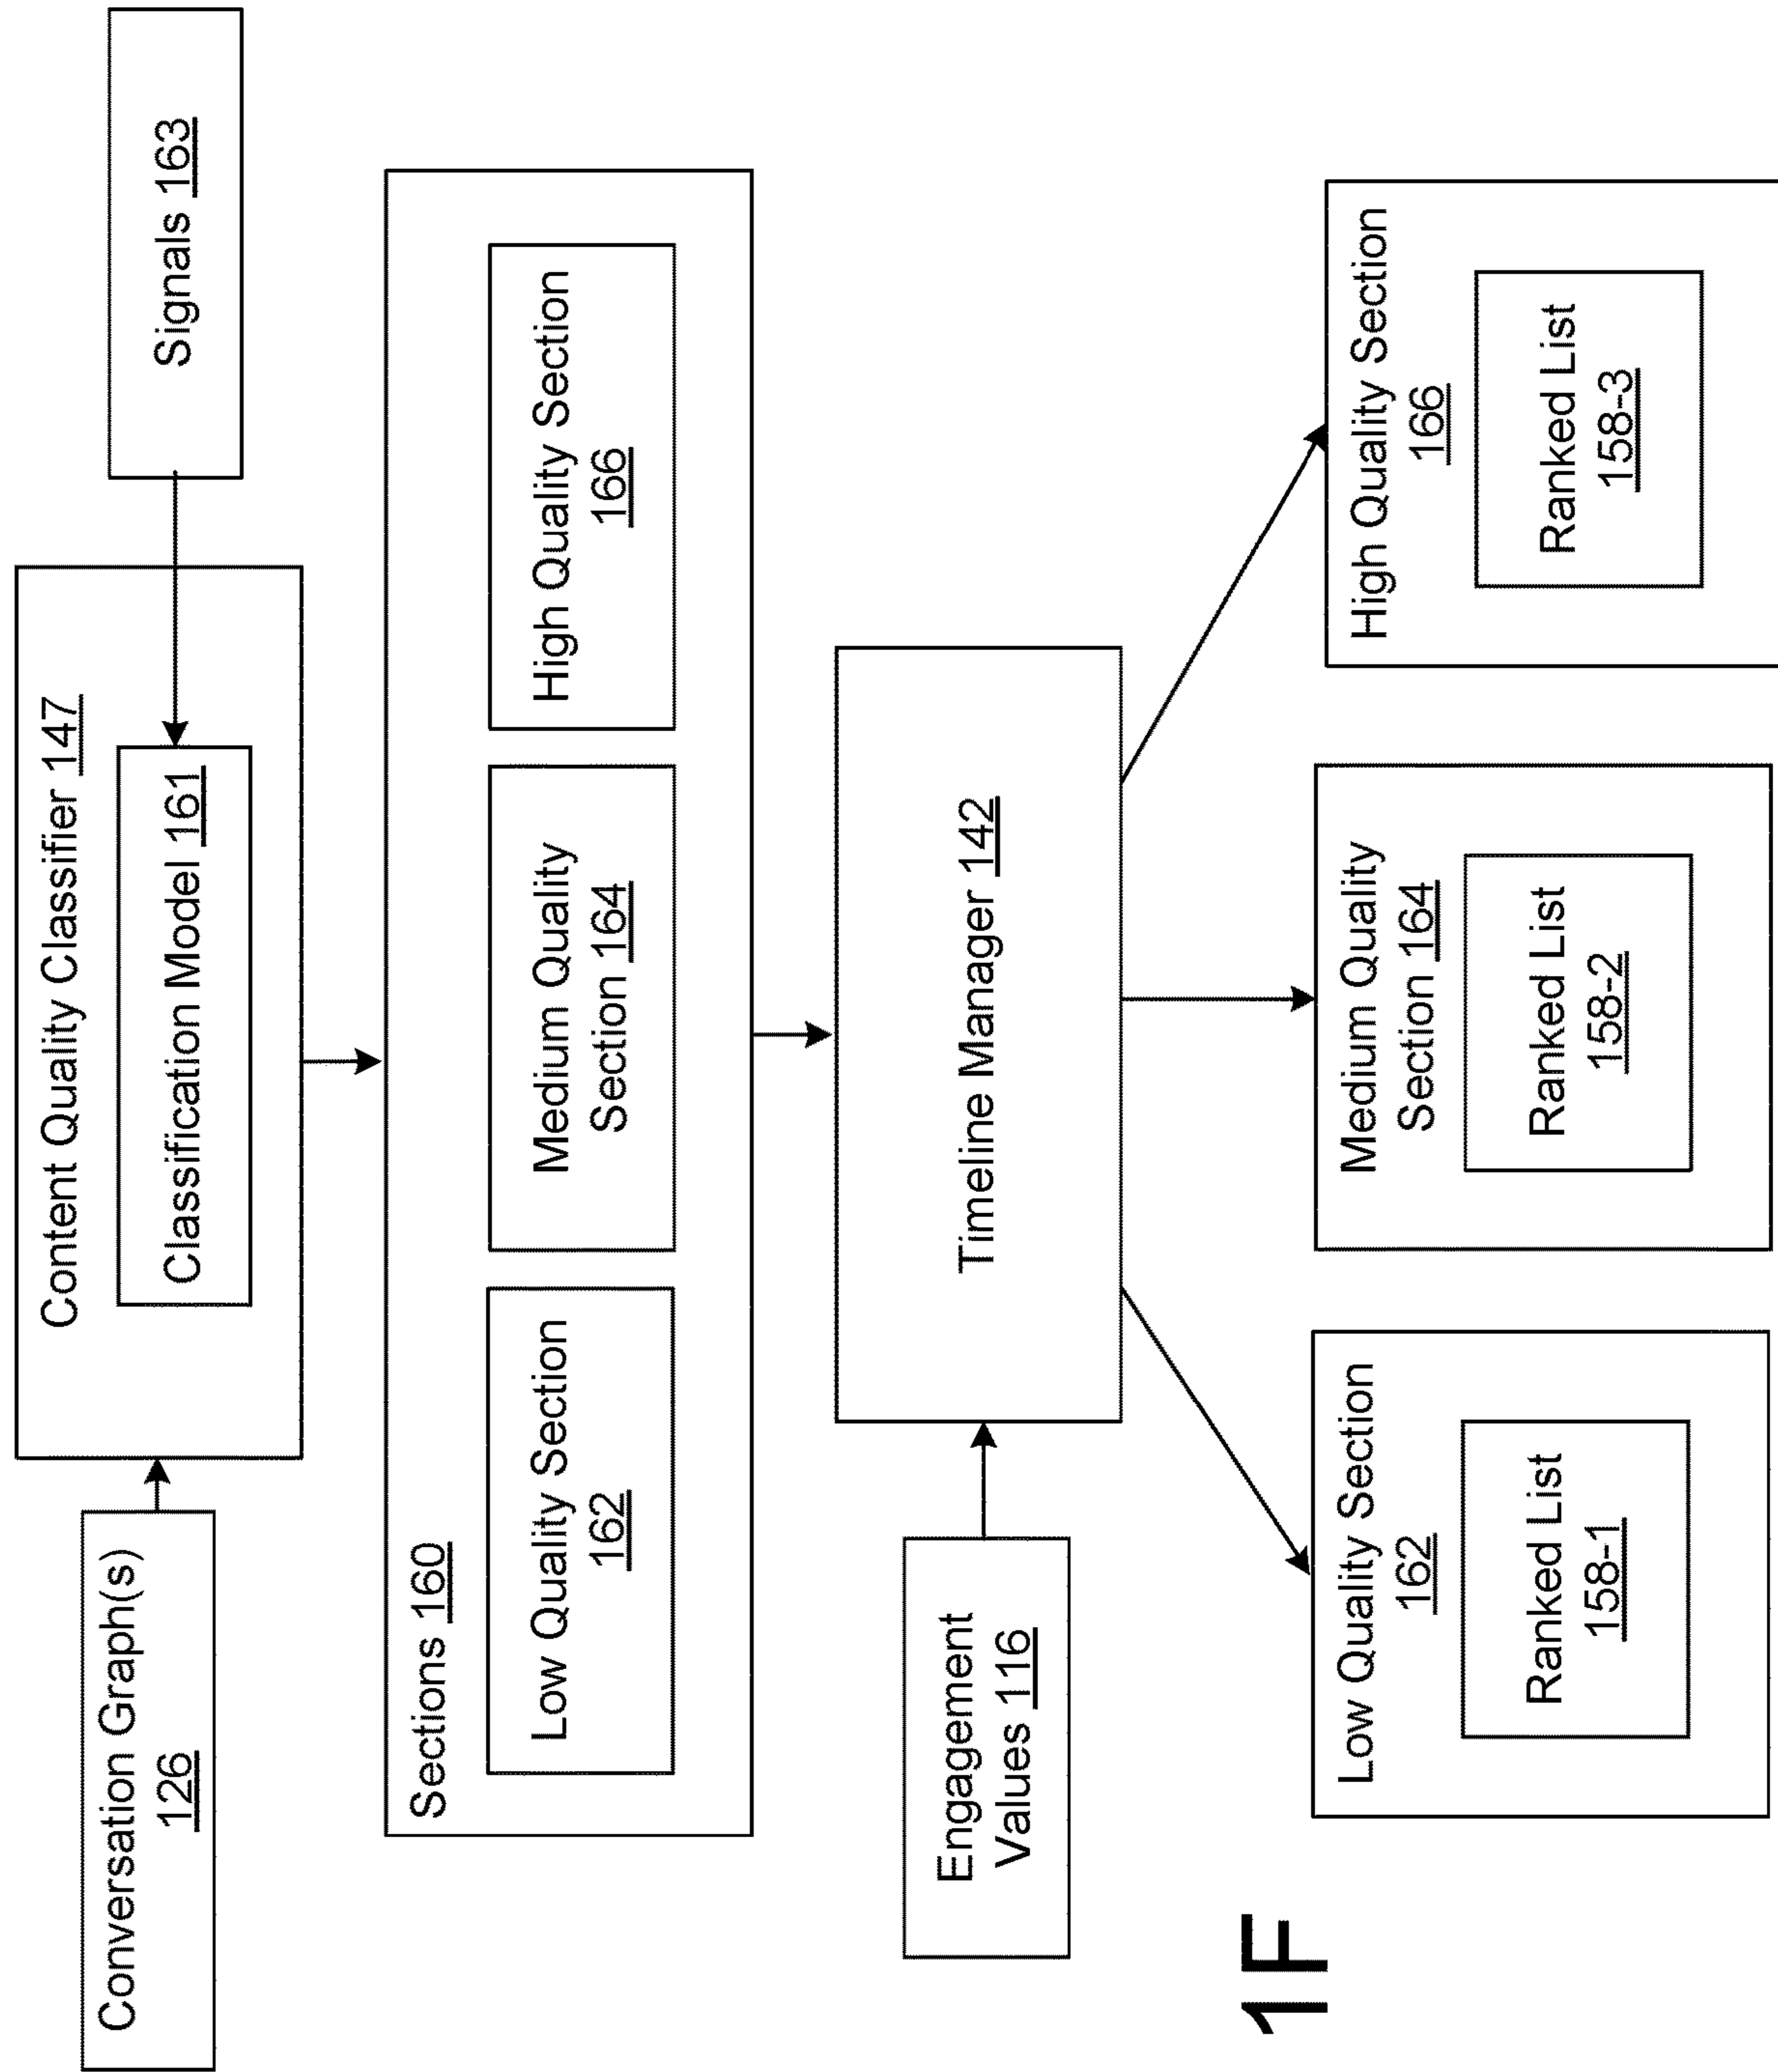 Conversation Graph(s)
126
Content Quality Classifier 147
Classification Model 161
Signals 163
Sections 160
Low Quality Section
162
Medium Quality
Section 164
High Quality Section
166
Engagement
Values 116
Timeline Manager 142
Low Quality Section
162
Ranked List
158-1
Medium Quality
Section 164
Ranked List
158-2
High Quality Section
166
Ranked List
158-3
1F